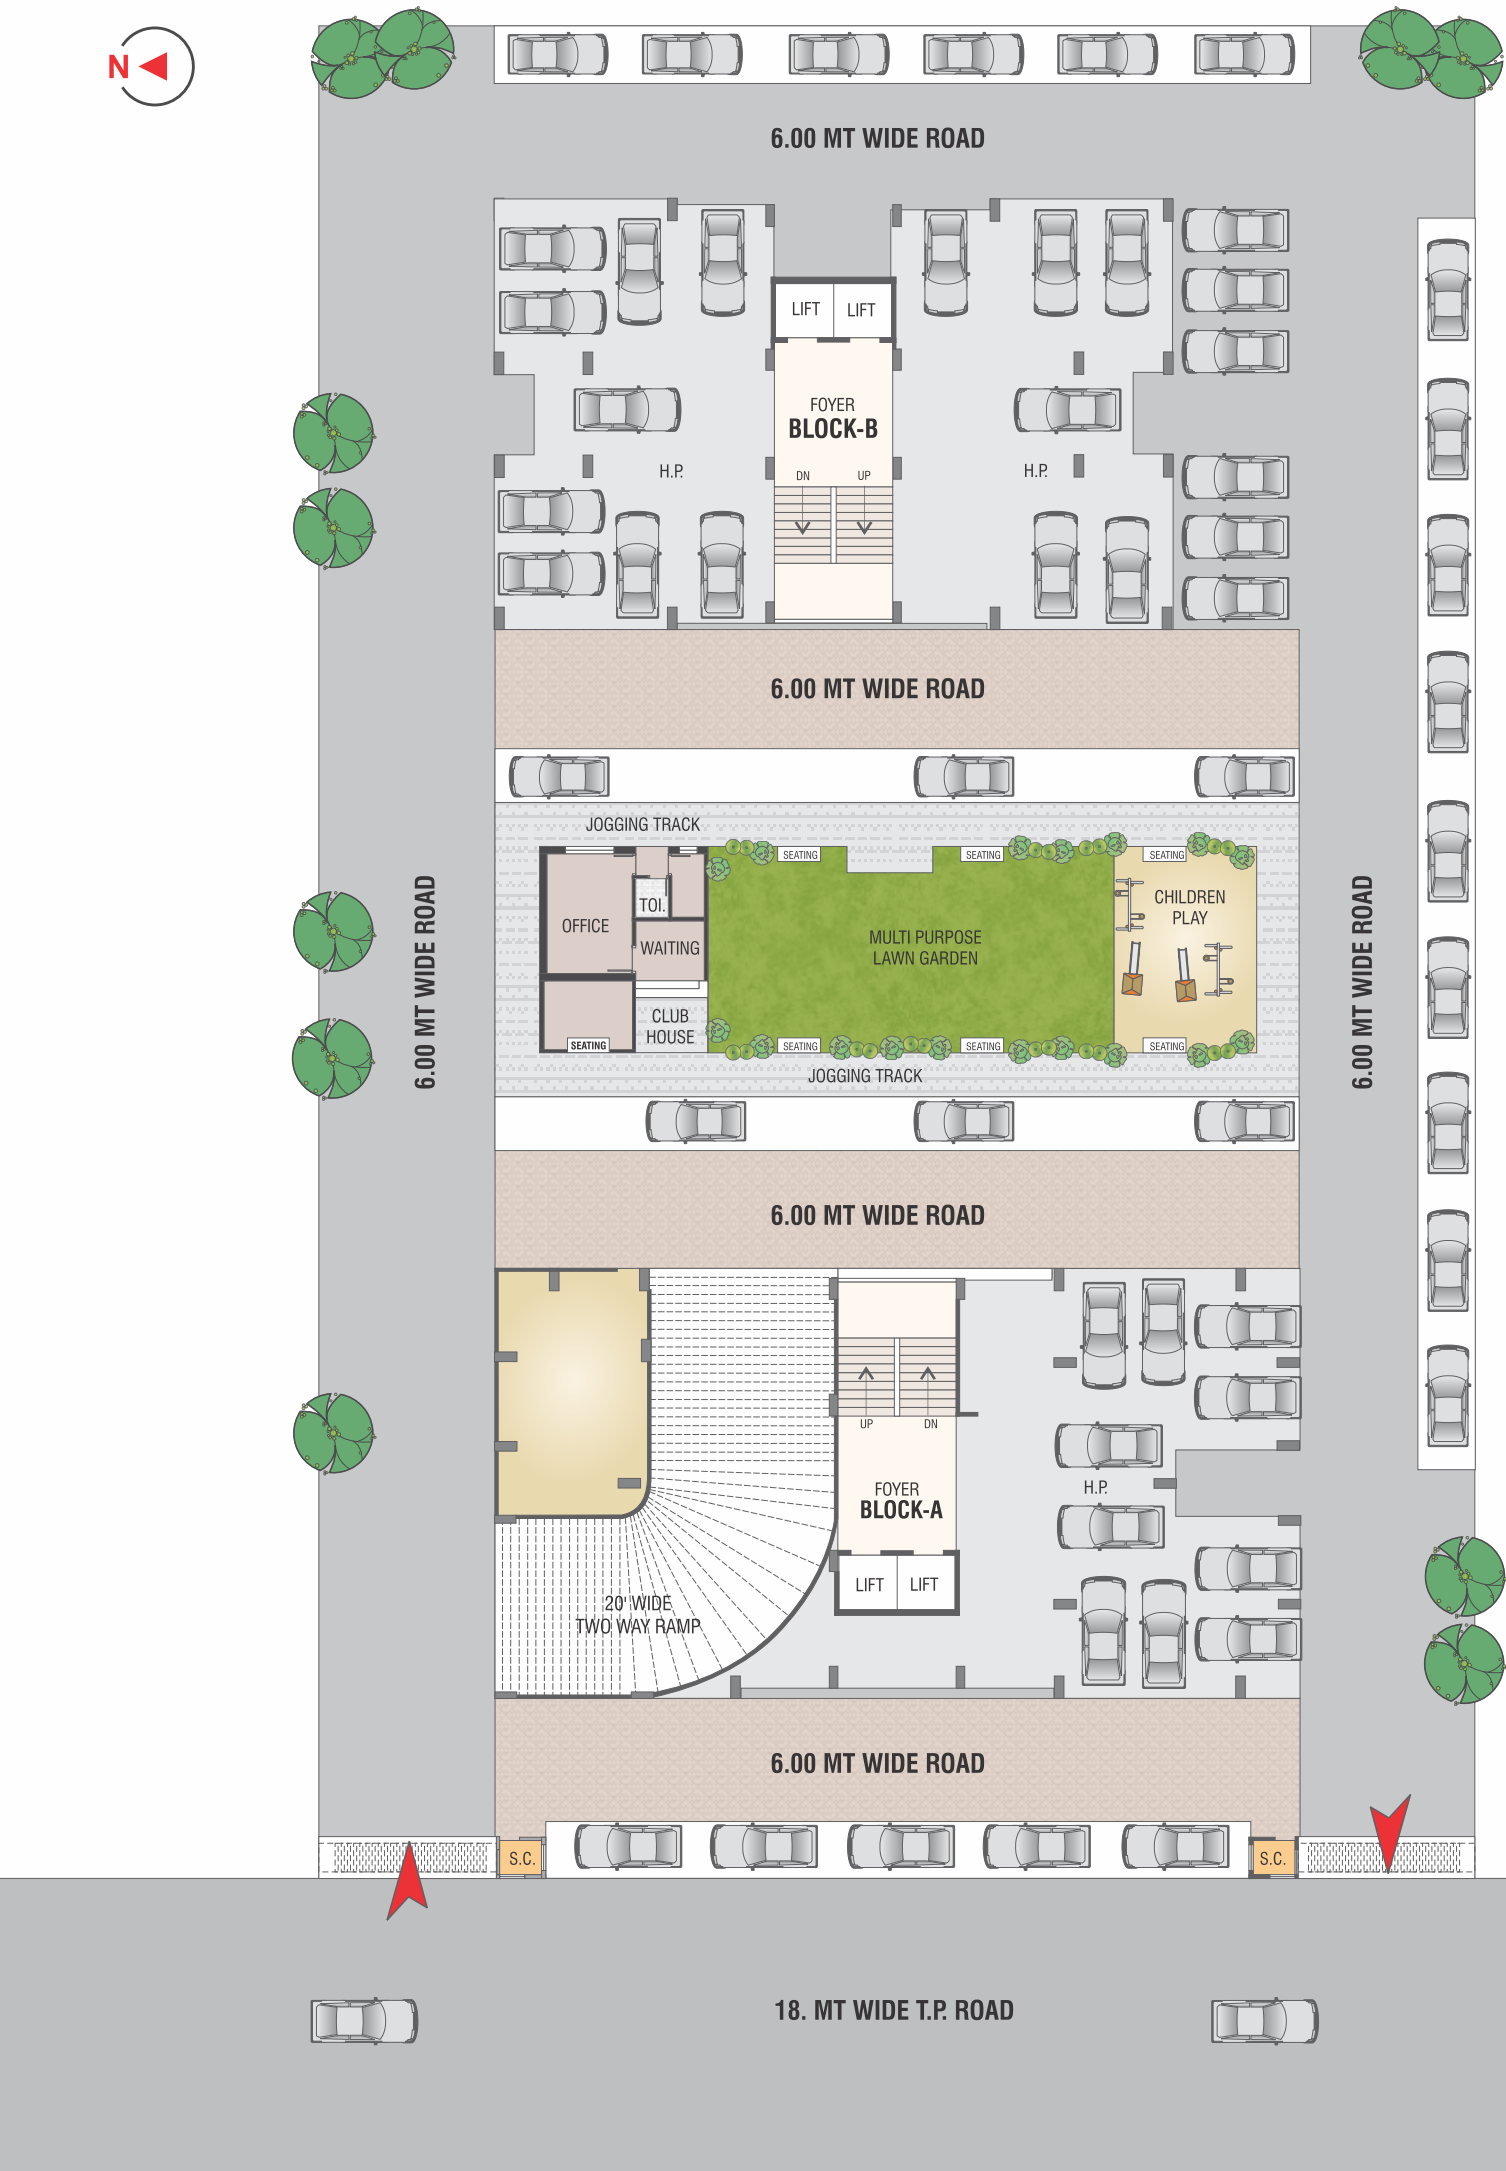 N
6.00 MT WIDE ROAD
LIFT
LIFT
FOYER
BLOCK-B
H.P.
H.P.
DN
UP
6.00 MT WIDE ROAD
JOGGING TRACK
SEATING
SEATING
SEATING
OFFICE
TOI.
WAITING
CLUB
HOUSE
SEATING
MULTI PURPOSE
LAWN GARDEN
CHILDREN
PLAY
SEATING
SEATING
SEATING
JOGGING TRACK
6.00 MT WIDE ROAD
6.00 MT WIDE ROAD
6.00 MT WIDE ROAD
UP
DN
FOYER
BLOCK-A
H.P.
LIFT
LIFT
20' WIDE
TWO WAY RAMP
6.00 MT WIDE ROAD
S.C.
S.C.
18. MT WIDE T.P. ROAD